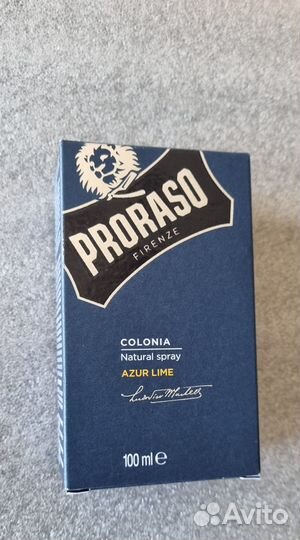 PRORASO
FIRENZE
COLONIA
Natural spray
AZUR LIME
100 ml ℮
Avito